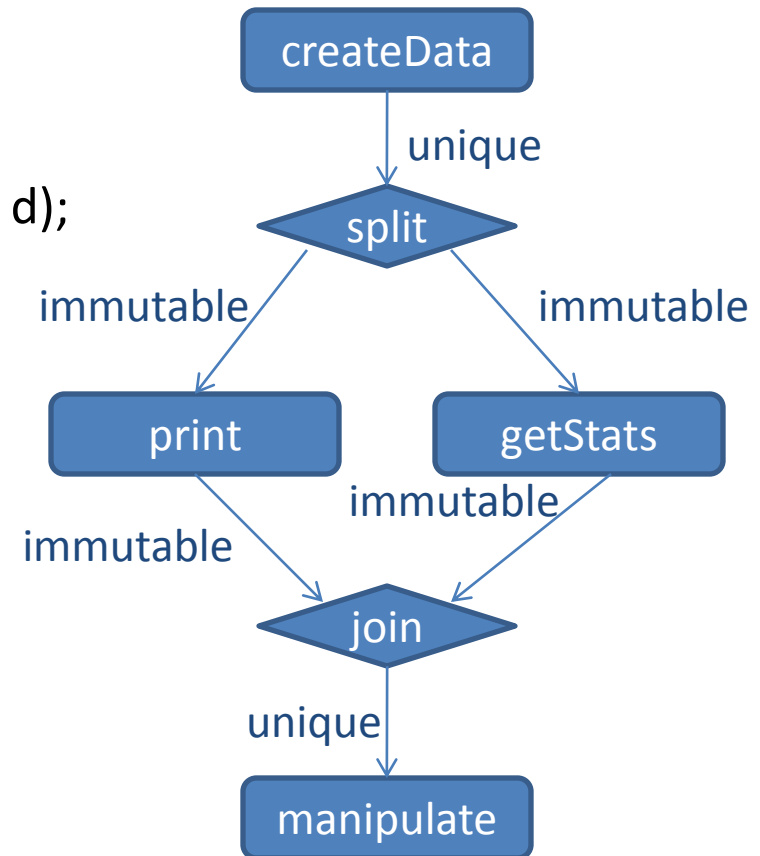 createData
unique
d);
split
immutable
immutable
print
getStats
immutable
immutable
join
unique
manipulate